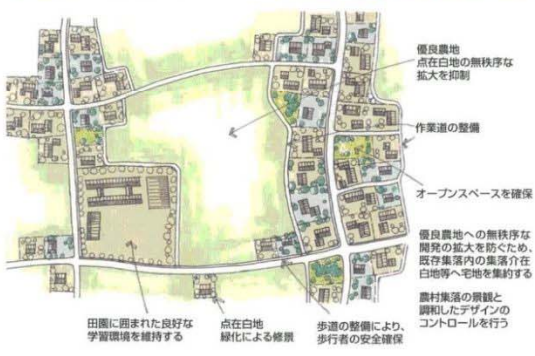 優良農地
点在白地の無秩序な
拡大を抑制
作業道の整備
オープンスペースを確保
優良農地への無秩序な
開発の拡大を防ぐため、
既存集落内の集落介在
白地等へ宅地を集約する
農村集落の景観と
調和したデザインの
コントロールを行う
田園に囲まれた良好な
学習環境を維持する
点在白地
緑化による修景
歩道の整備により、
歩行者の安全確保